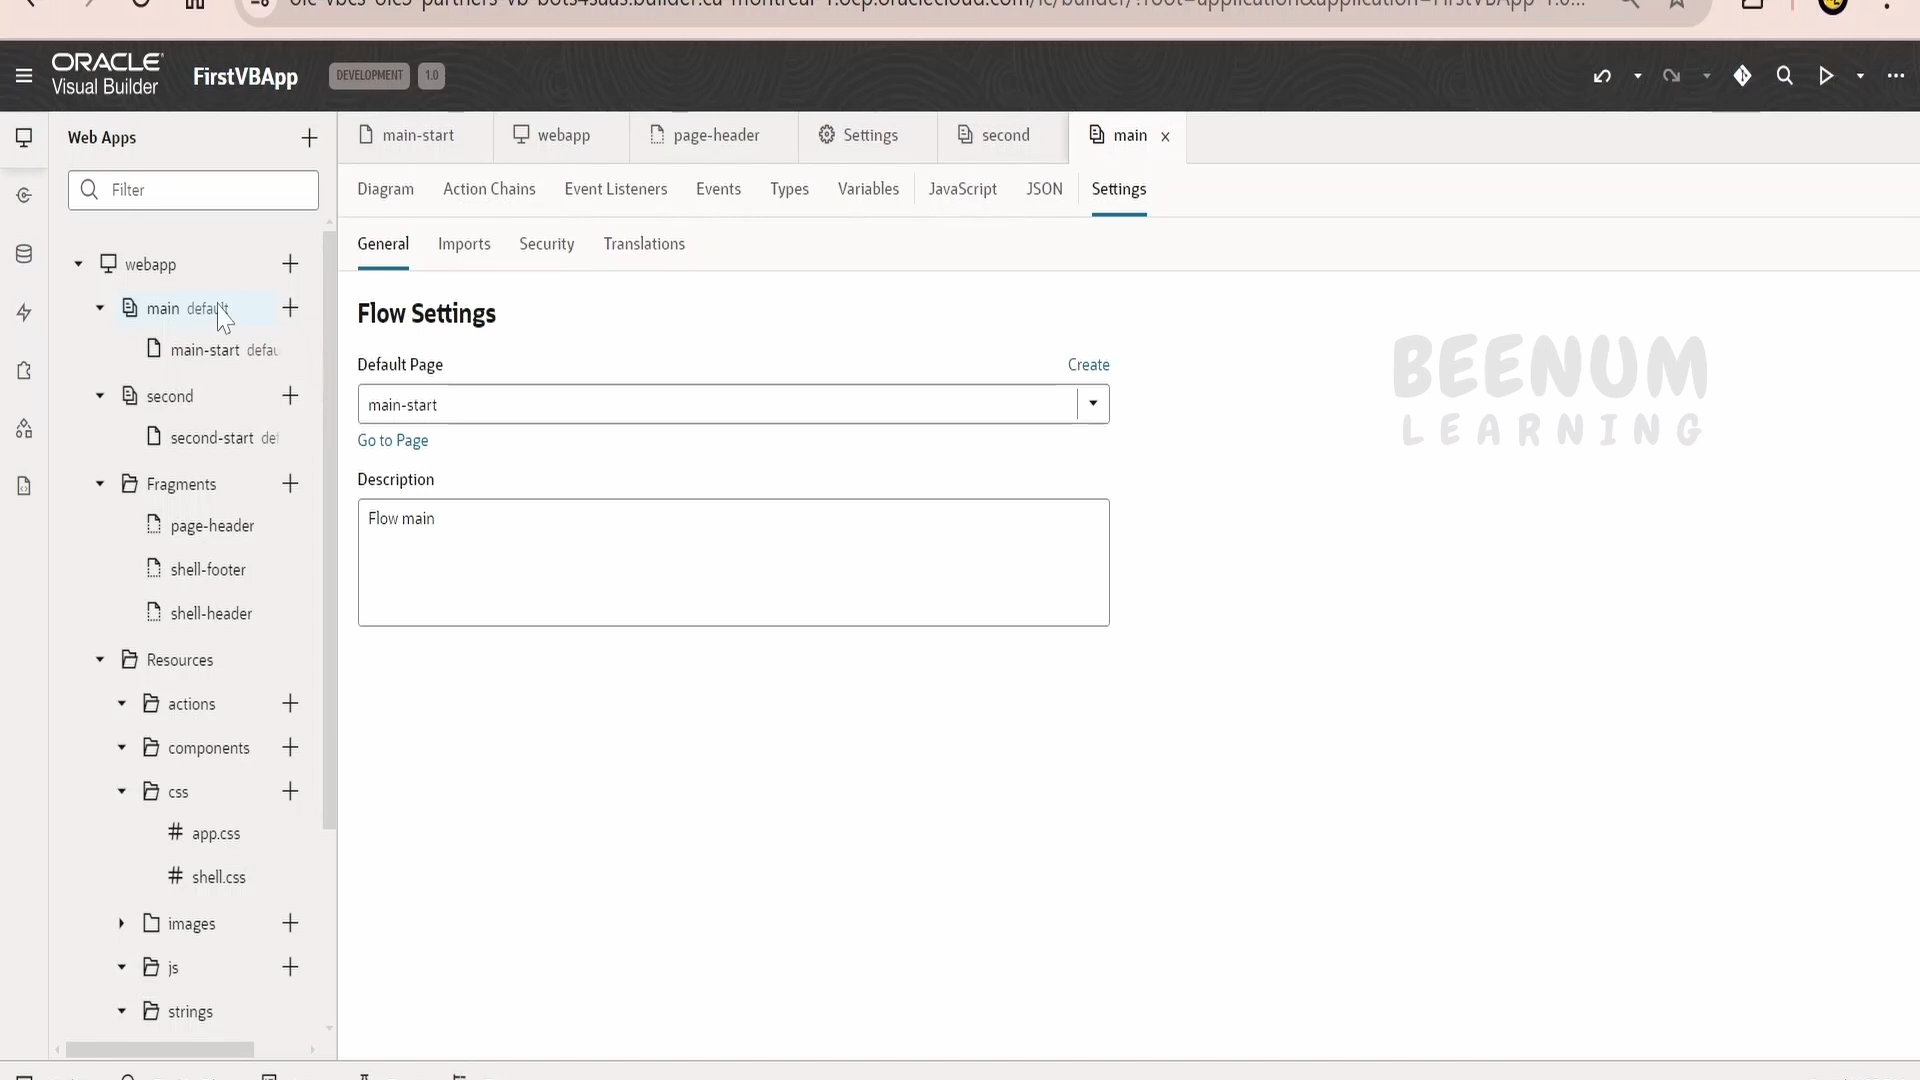 ORACLE
Visual Builder
FirstVBApp
DEVELOPMENT
1.0
Web Apps
main-start
webapp
page-header
Settings
second
main
Filter
Diagram
Action Chains
Event Listeners
Events
Types
Variables
JavaScript
JSON
Settings
General
Imports
Security
Translations
webapp
main default
main-start
second
second-start
Fragments
page-header
shell-footer
shell-header
Resources
actions
components
css
# app.css
# shell.css
images
js
strings
Flow Settings
Default Page
Create
main-start
Go to Page
Description
Flow main
BEENUM
LEARNING